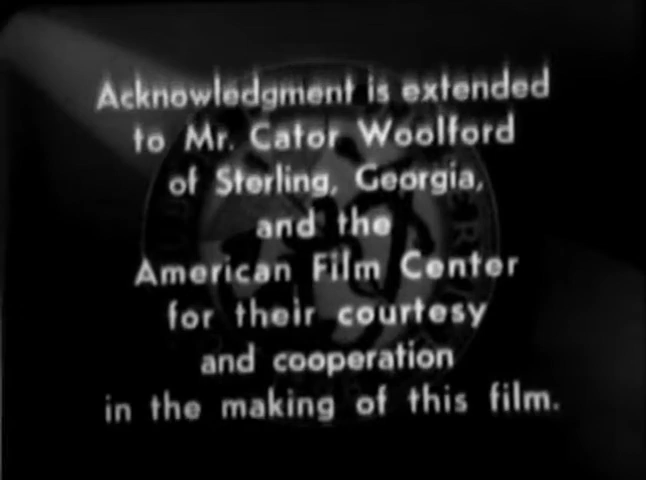 Acknowledgment is extended
to Mr. Cator Woolford
of Sterling, Georgia,
and the
American Film Center
for their courtesy
and cooperation
in the making of this film.